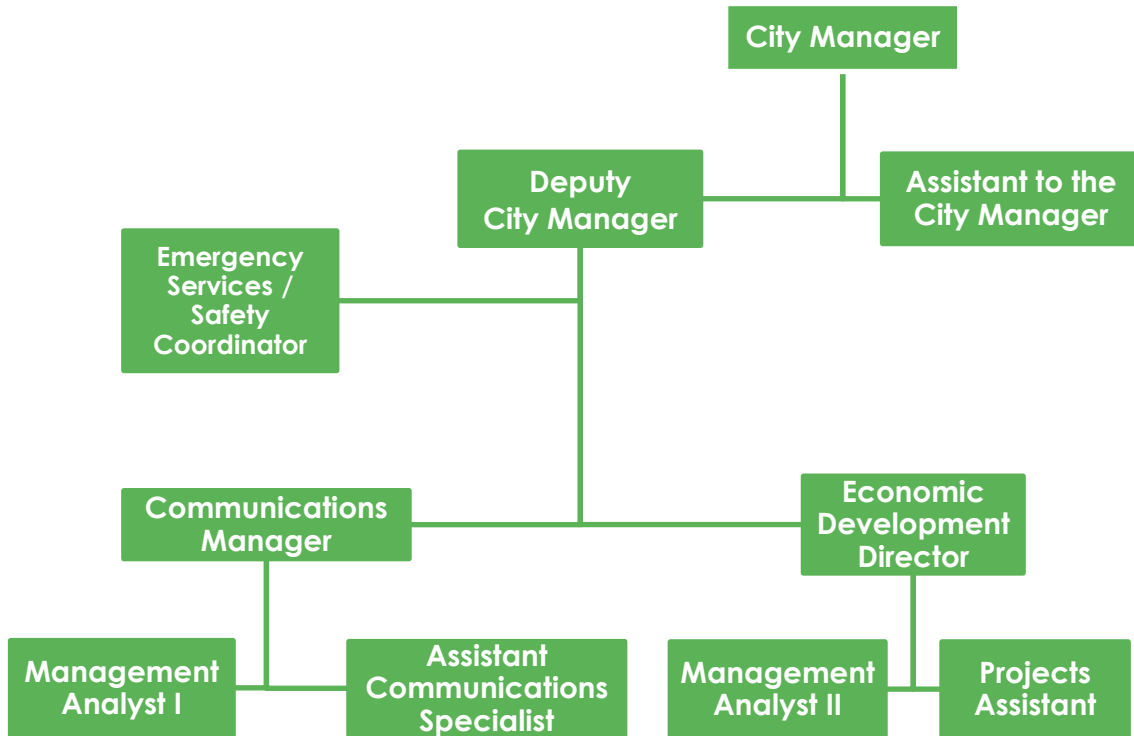 City Manager
Deputy
City Manager
Assistant to the
City Manager
Emergency
Services /
Safety
Coordinator
Communications
Manager
Economic
Development
Director
Management
Analyst I
Assistant
Communications
Specialist
Management
Analyst II
Projects
Assistant